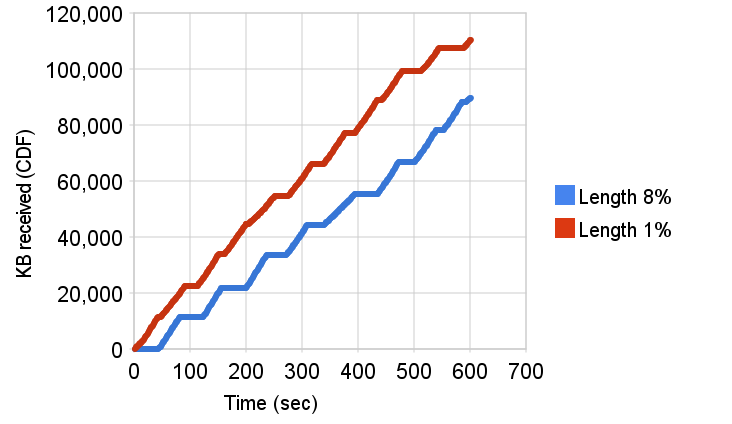 120,000
100,000
80,000
60,000
40,000
20,000
0
KB received (CDF)
0 100 200 300 400 500 600 700
Time (sec)
Length 8%
Length 1%